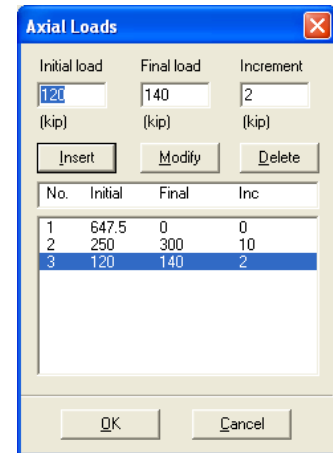 Axial Loads
Initial load Final load Increment
120 140 2
(kip) (kip) (kip)
Insert Modify Delete
No. Initial Final Inc
1 647.5 0 0
2 250 300 10
3 120 140 2
OK Cancel